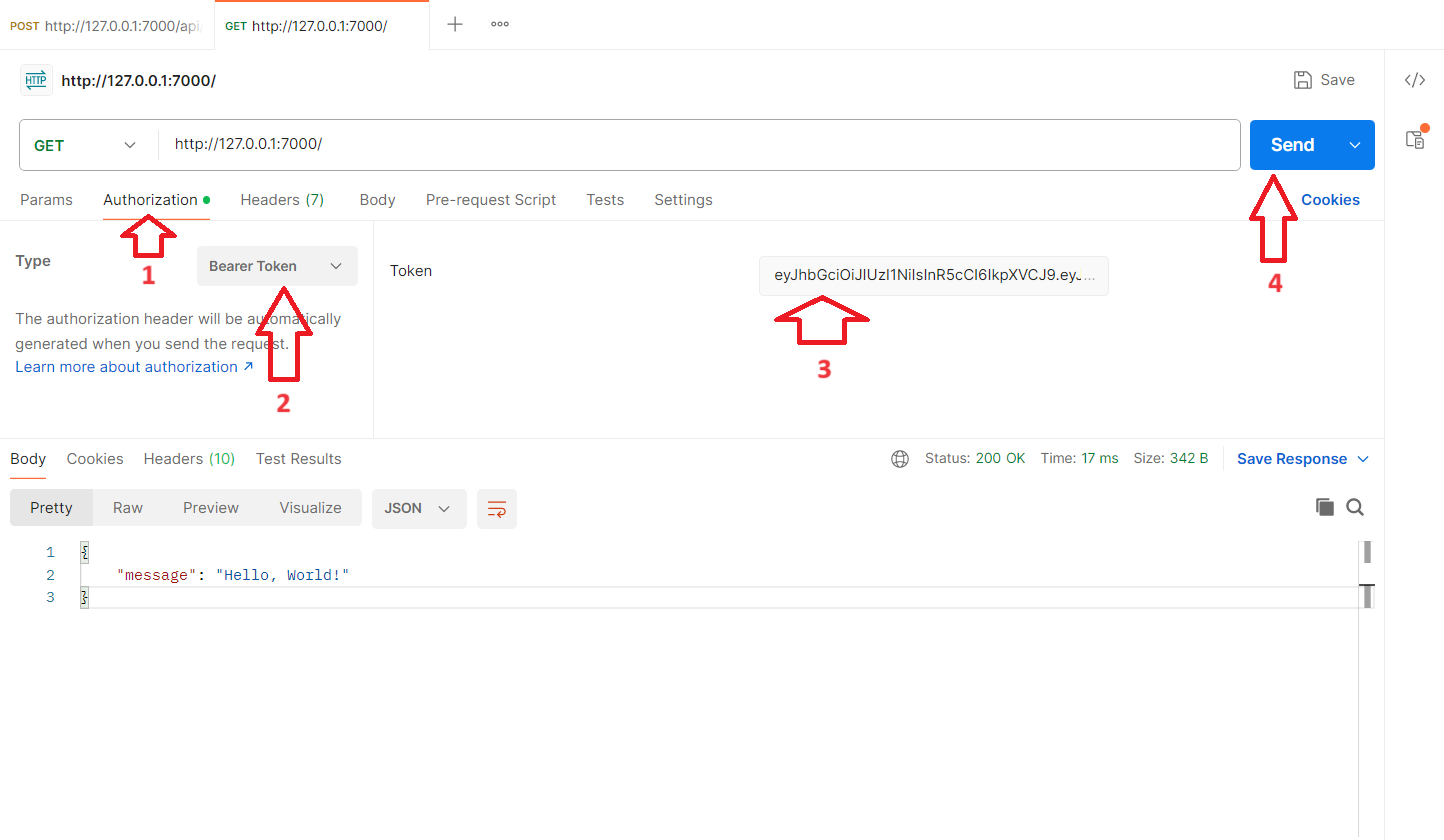 POST http://127.0.0.1:7000/api/
GET http://127.0.0.1:7000/
HTTP http://127.0.0.1:7000/
Save
GET
http://127.0.0.1:7000/
Send
Params
Authorization
Headers (7)
Body
Pre-request Script
Tests
Settings
Cookies
1
4
Type
Bearer Token
Token
eyJhbGciOiJIUzI1NiIsInR5cCI6IkpXVCJ9.eyJ...
The authorization header will be automatically
generated when you send the request.
Learn more about authorization ↗
2
3
Body
Cookies
Headers (10)
Test Results
Status: 200 OK
Time: 17 ms
Size: 342 B
Save Response
Pretty
Raw
Preview
Visualize
JSON
1 {
2 "message": "Hello, World!"
3 }